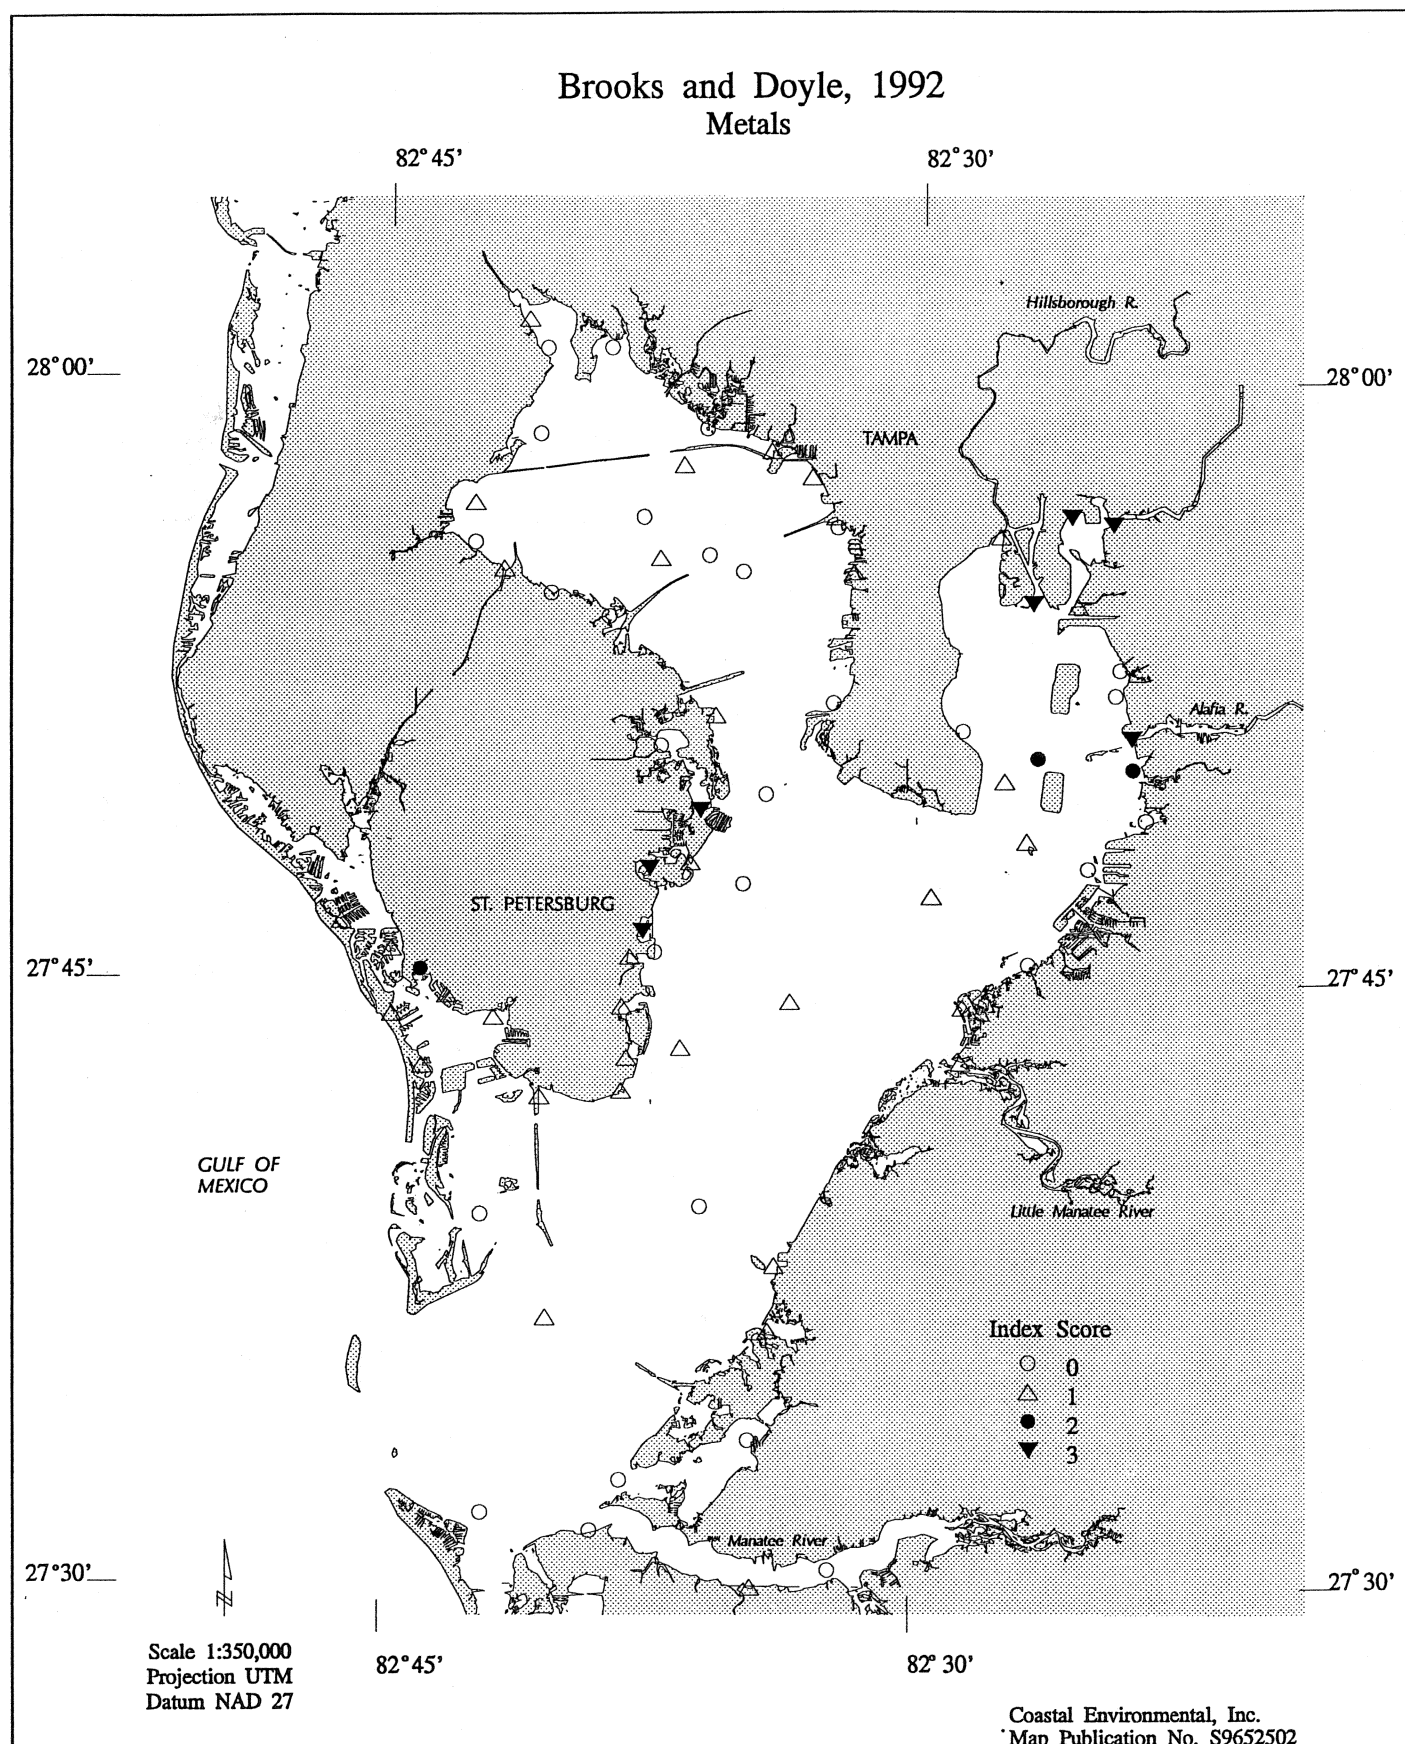 Brooks and Doyle, 1992
Metals
82°45'
82°30'
Hillsborough R.
28°00'
28°00'
TAMPA
Alafia R.
ST. PETERSBURG
27°45'
27°45'
GULF OF
MEXICO
Little Manatee River
Index Score
0
1
2
3
Manatee River
27°30'
27°30'
N
Scale 1:350,000
Projection UTM
Datum NAD 27
82°45'
82°30'
Coastal Environmental, Inc.
Map Publication No. S9652502